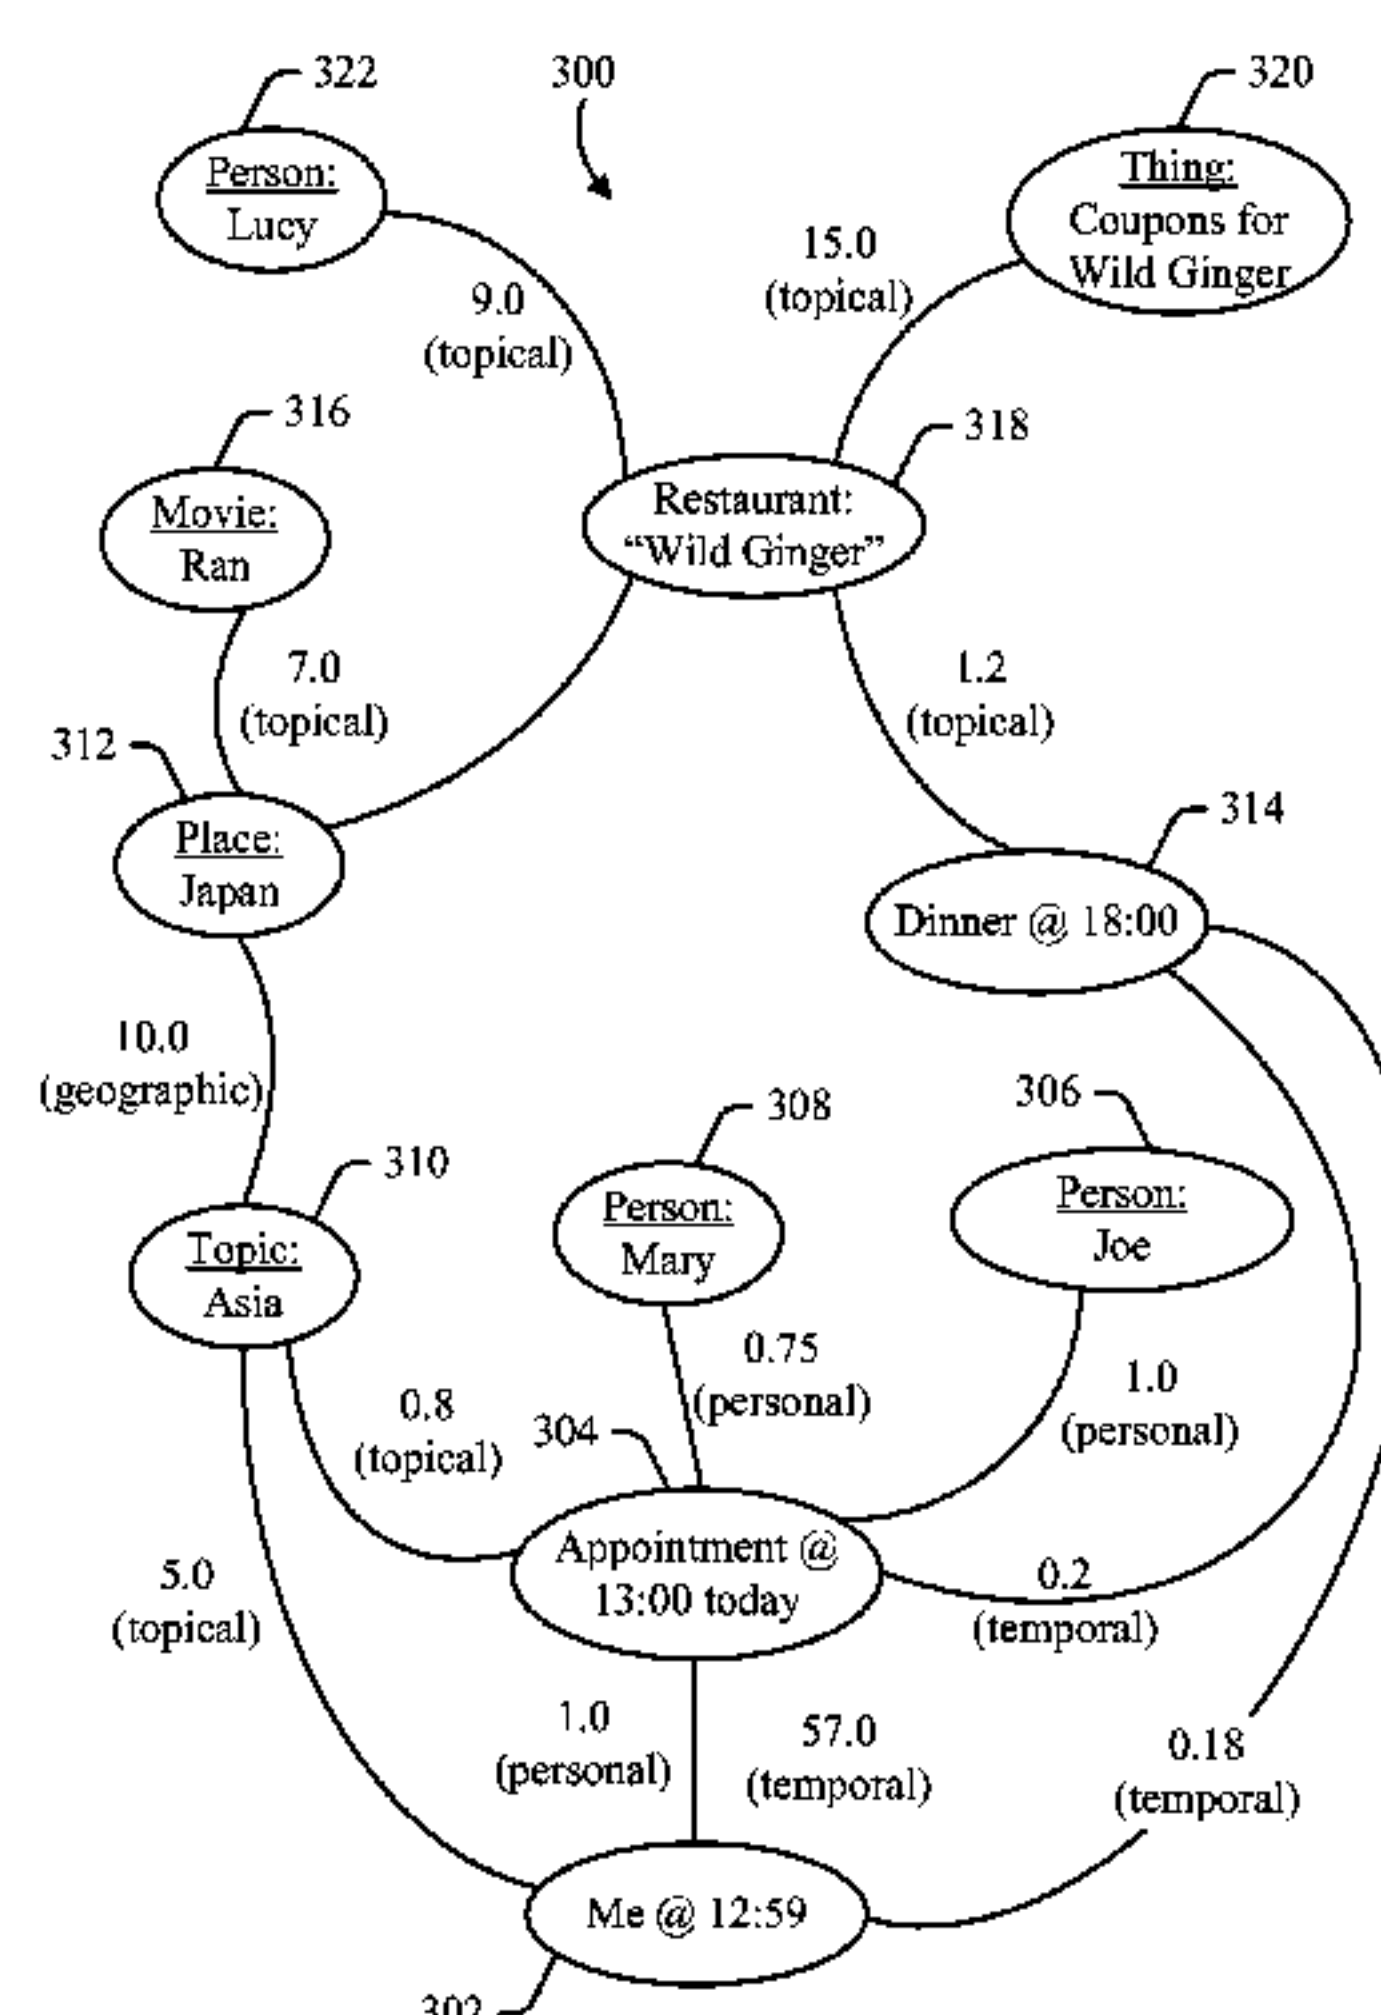 322
300
320
Person:
Lucy
Thing:
Coupons for
Wild Ginger
15.0
(topical)
9.0
(topical)
316
318
Movie:
Ran
Restaurant:
“Wild Ginger”
7.0
(topical)
1.2
(topical)
312
314
Place:
Japan
Dinner @ 18:00
10.0
(geographic)
308
306
310
Person:
Mary
Person:
Joe
Topic:
Asia
0.75
(personal)
1.0
(personal)
0.8
(topical)
304
Appointment @
13:00 today
5.0
(topical)
0.2
(temporal)
1.0
(personal)
57.0
(temporal)
0.18
(temporal)
Me @ 12:59
302